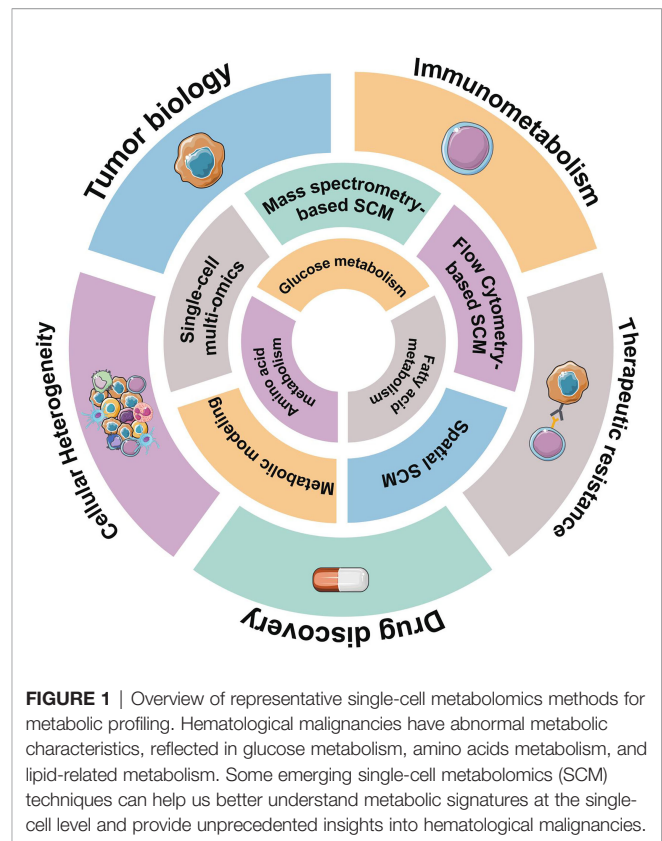 Tumor biology
Immunometabolism
Mass spectrometry-
based SCM
Single-cell
multi-omics
Flow Cytometry-
based SCM
Glucose metabolism
Amino acid
metabolism
Fatty acid
metabolism
Cellular Heterogeneity
Therapeutic resistance
Metabolic modeling
Spatial SCM
Drug discovery
FIGURE 1 | Overview of representative single-cell metabolomics methods for
metabolic profiling. Hematological malignancies have abnormal metabolic
characteristics, reflected in glucose metabolism, amino acids metabolism, and
lipid-related metabolism. Some emerging single-cell metabolomics (SCM)
techniques can help us better understand metabolic signatures at the single-
cell level and provide unprecedented insights into hematological malignancies.